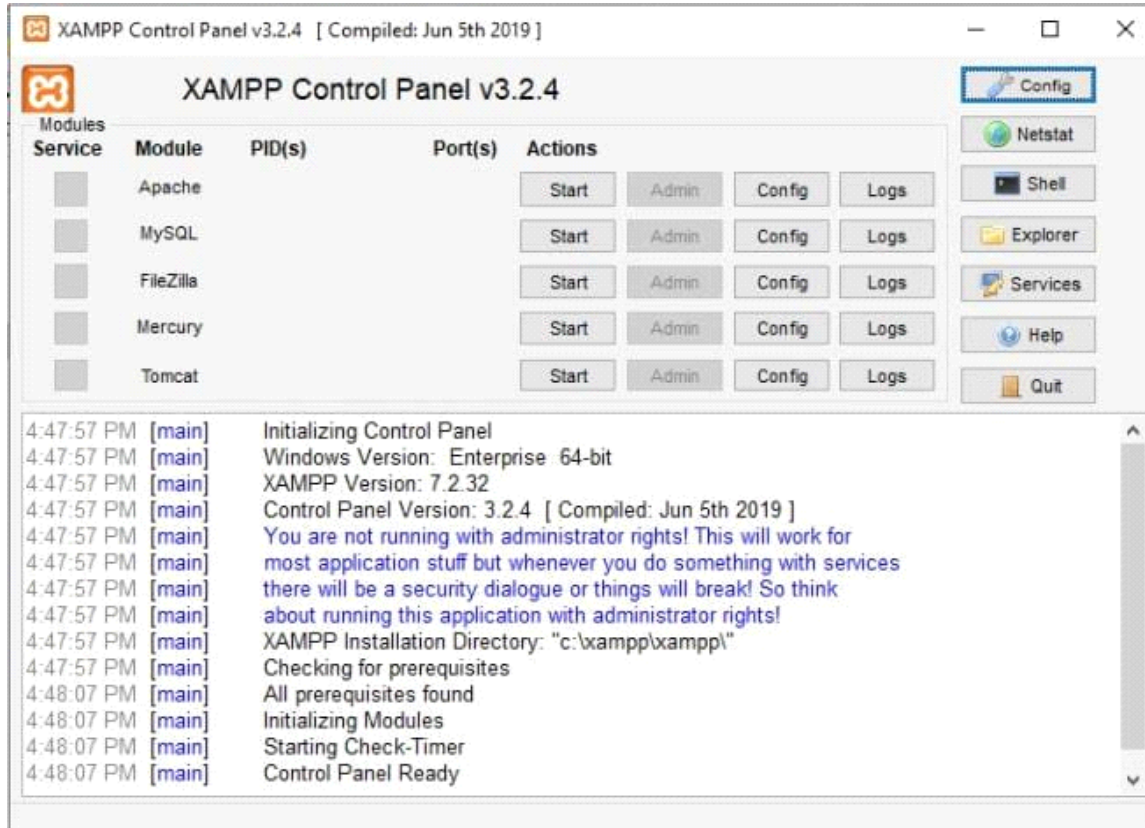 XAMPP Control Panel v3.2.4 [ Compiled: Jun 5th 2019 ]
XAMPP Control Panel v3.2.4
Config
Modules
Service Module PID(s) Port(s) Actions
Netstat
Apache Start Admin Config Logs
Shell
MySQL Start Admin Config Logs
Explorer
FileZilla Start Admin Config Logs
Services
Mercury Start Admin Config Logs
Help
Tomcat Start Admin Config Logs
Quit
4:47:57 PM [main] Initializing Control Panel
4:47:57 PM [main] Windows Version: Enterprise 64-bit
4:47:57 PM [main] XAMPP Version: 7.2.32
4:47:57 PM [main] Control Panel Version: 3.2.4 [ Compiled: Jun 5th 2019 ]
4:47:57 PM [main] You are not running with administrator rights! This will work for
4:47:57 PM [main] most application stuff but whenever you do something with services
4:47:57 PM [main] there will be a security dialogue or things will break! So think
4:47:57 PM [main] about running this application with administrator rights!
4:47:57 PM [main] XAMPP Installation Directory: "c:\xampp\xampp\"
4:47:57 PM [main] Checking for prerequisites
4:48:07 PM [main] All prerequisites found
4:48:07 PM [main] Initializing Modules
4:48:07 PM [main] Starting Check-Timer
4:48:07 PM [main] Control Panel Ready